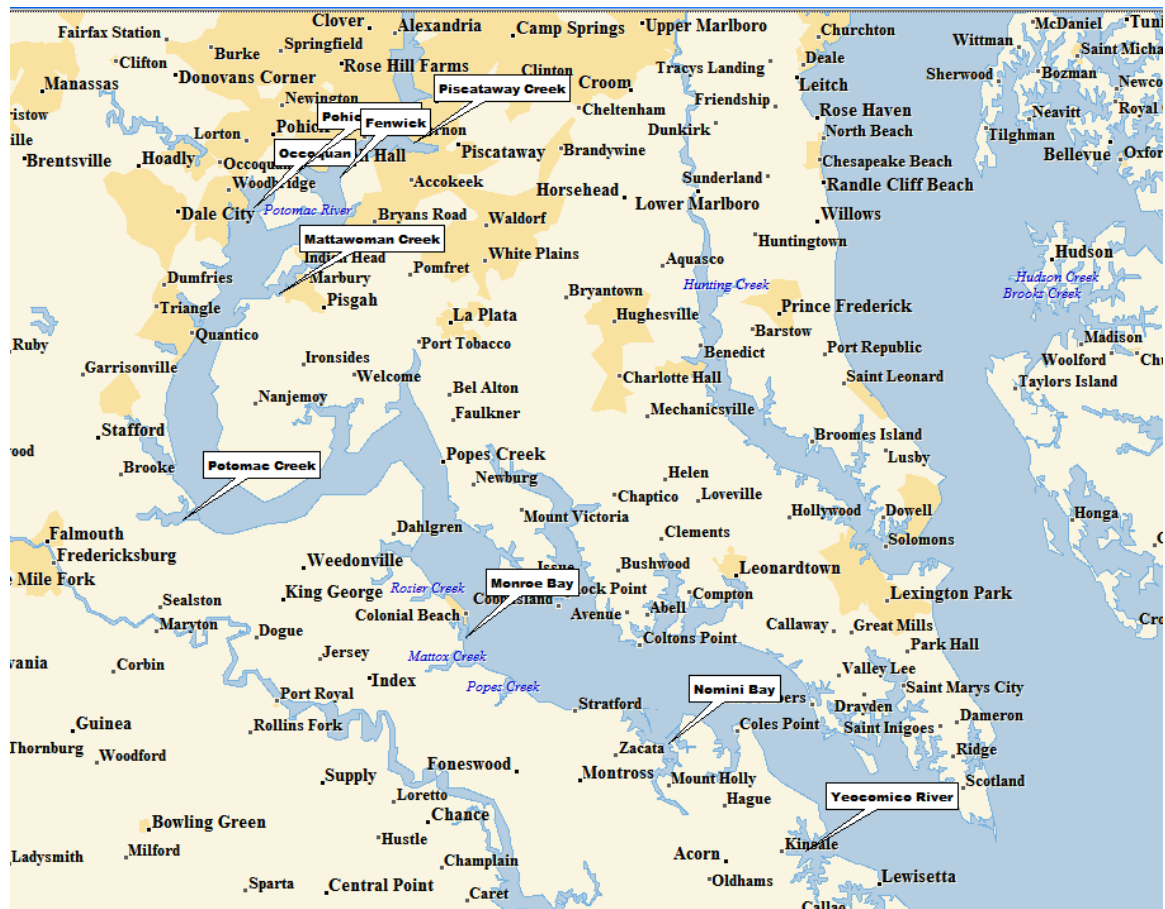 Clover
Alexandria
Camp Springs
Upper Marlboro
Churchton
McDaniel
Fairfax Station
Burke
Springfield
Deale
Wittman
Clifton
Donovans Corner
Rose Hill Farms
Clinton
Tracys Landing
Leitch
Sherwood
Bozman
Manassas
Piscataway Creek
Croom
Newington
Cheltenham
Friendship
Rose Haven
Neavitt
Fenwick
Lorton
Pohick
Dunkirk
North Beach
Tilghman
Brentsville
Hoadly
Occoquan
Hall
Piscataway
Brandywine
Chesapeake Beach
Bellevue
Woodbridge
Accokeek
Horsehead
Sunderland
Randle Cliff Beach
Dale City
Potomac River
Bryans Road
Waldorf
Lower Marlboro
Willows
Mattawoman Creek
Huntingtown
Indian Head
White Plains
Hudson
Dumfries
Marbury
Pomfret
Aquasco
Hunting Creek
Hudson Creek
Brooks Creek
Triangle
Pisgah
Bryantown
Prince Frederick
La Plata
Hughesville
Barstow
Quantico
Ruby
Port Tobacco
Madison
Garrisonville
Ironsides
Benedict
Port Republic
Woolford
Welcome
Charlotte Hall
Saint Leonard
Taylors Island
Nanjemoy
Bel Alton
Faulkner
Mechanicsville
Stafford
Broomes Island
Brooke
Potomac Creek
Popes Creek
Lusby
Newburg
Helen
Chaptico
Loveville
Mount Victoria
Hollywood
Dowell
Honga
Falmouth
Dahlgren
Clements
Solomons
Fredericksburg
Weedonville
Issue
Bushwood
Leonardtown
Mile Fork
Rosier Creek
Monroe Bay
King George
Rock Point
Compton
Lexington Park
Sealston
Colonial Beach
Avenue
Abell
Maryton
Dogue
Coltons Point
Callaway
Great Mills
Park Hall
Jersey
Mattox Creek
Corbin
Index
Popes Creek
Valley Lee
Nomini Bay
Saint Marys City
Port Royal
Stratford
Drayden
Guinea
Rollins Fork
Coles Point
Saint Inigoes
Dameron
Thornburg
Woodford
Zacata
Ridge
Supply
Foneswood
Montross
Mount Holly
Scotland
Loretto
Hague
Yeocomico River
Bowling Green
Chance
Hustle
Kinsale
Ladysmith
Milford
Champlain
Acorn
Sparta
Central Point
Caret
Oldhams
Lewisetta
Callao